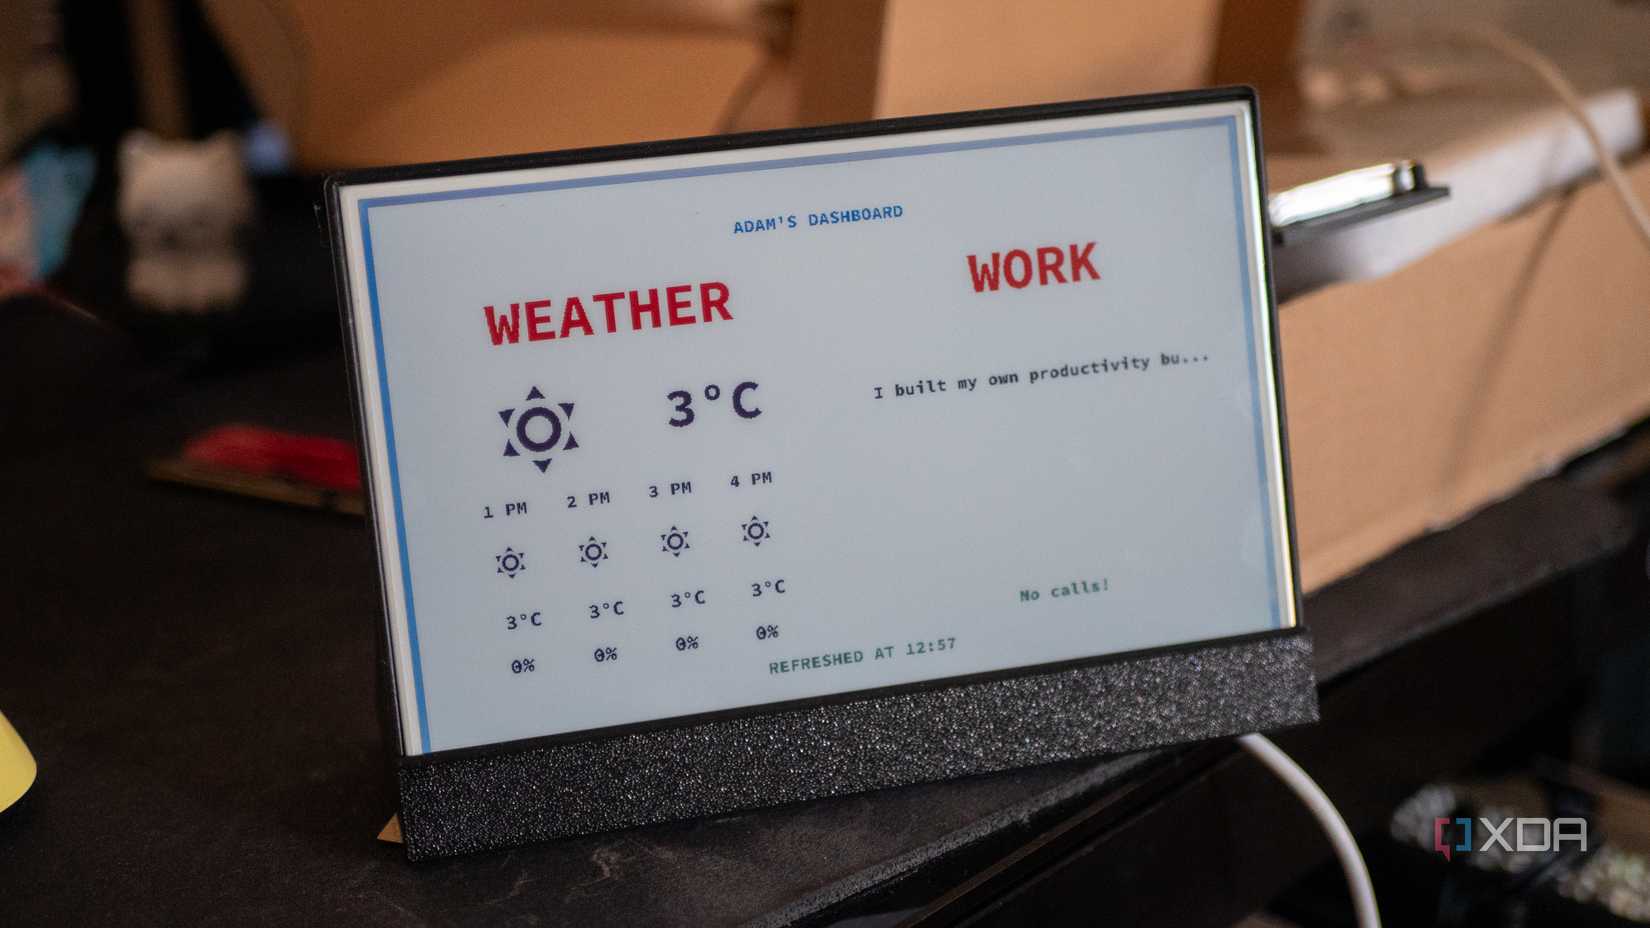 ADAM'S DASHBOARD
WEATHER
3°C
1 PM 2 PM 3 PM 4 PM
3°C 3°C 3°C 3°C
0% 0% 0% 0%
WORK
I built my own productivity bu...
No calls!
REFRESHED AT 12:57
XDA